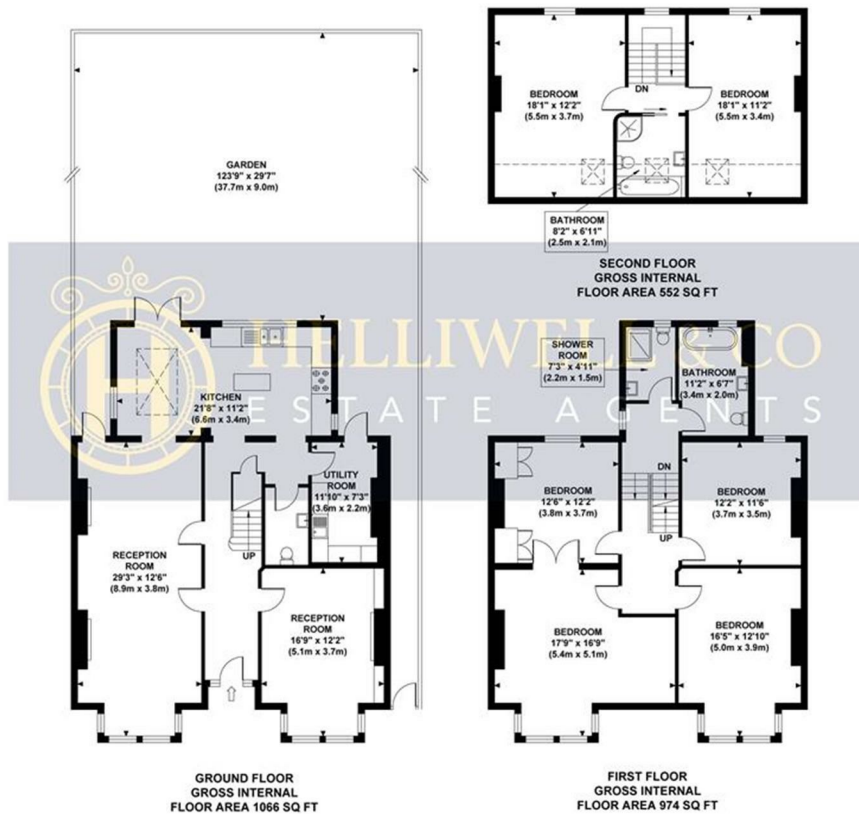 GARDEN
123'9" x 29'7"
(37.7m x 9.0m)
BEDROOM
18'1" x 12'2"
(5.5m x 3.7m)
DN
BEDROOM
18'1" x 11'2"
(5.5m x 3.4m)
BATHROOM
8'2" x 6'11"
(2.5m x 2.1m)
SECOND FLOOR
GROSS INTERNAL
FLOOR AREA 552 SQ FT
H
HELLIWELL & CO
ESTATE AGENTS
KITCHEN
21'8" x 11'2"
(6.6m x 3.4m)
UTILITY
ROOM
11'10" x 7'3"
(3.6m x 2.2m)
UP
RECEPTION
ROOM
29'3" x 12'6"
(8.9m x 3.8m)
RECEPTION
ROOM
16'9" x 12'2"
(5.1m x 3.7m)
GROUND FLOOR
GROSS INTERNAL
FLOOR AREA 1066 SQ FT
SHOWER
ROOM
7'3" x 4'11"
(2.2m x 1.5m)
BATHROOM
11'2" x 6'7"
(3.4m x 2.0m)
DN
BEDROOM
12'6" x 12'2"
(3.8m x 3.7m)
BEDROOM
12'2" x 11'6"
(3.7m x 3.5m)
UP
BEDROOM
17'9" x 16'9"
(5.4m x 5.1m)
BEDROOM
16'5" x 12'10"
(5.0m x 3.9m)
FIRST FLOOR
GROSS INTERNAL
FLOOR AREA 974 SQ FT